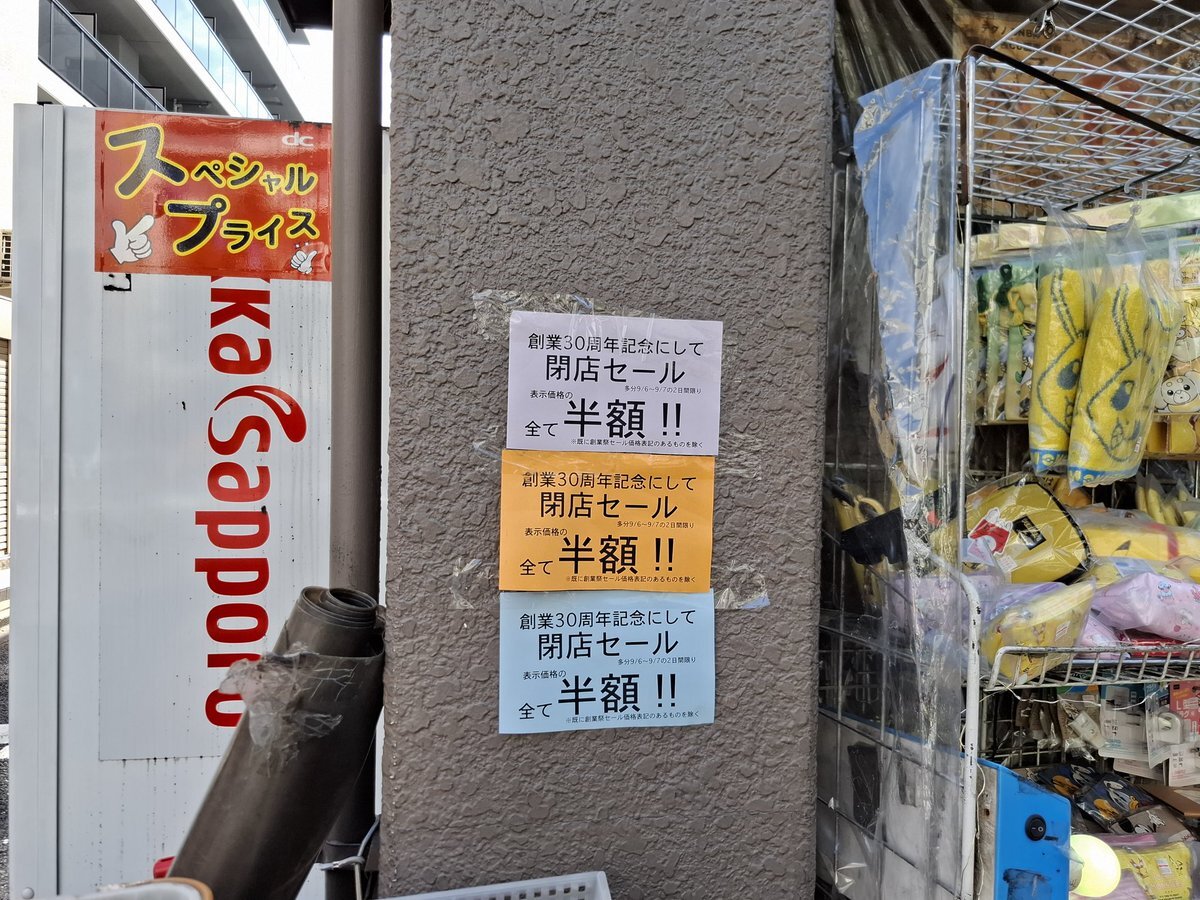 dc
スペシャル
プライス
kka sapporo
創業30周年記念にして
閉店セール
多分9/6～9/7の2日間限り
表示価格の
全て半額!!
※既に創業祭セール価格表記のあるものを除く
創業30周年記念にして
閉店セール
多分9/6～9/7の2日間限り
表示価格の
全て半額!!
※既に創業祭セール価格表記のあるものを除く
創業30周年記念にして
閉店セール
多分9/6～9/7の2日間限り
表示価格の
全て半額!!
※既に創業祭セール価格表記のあるものを除く